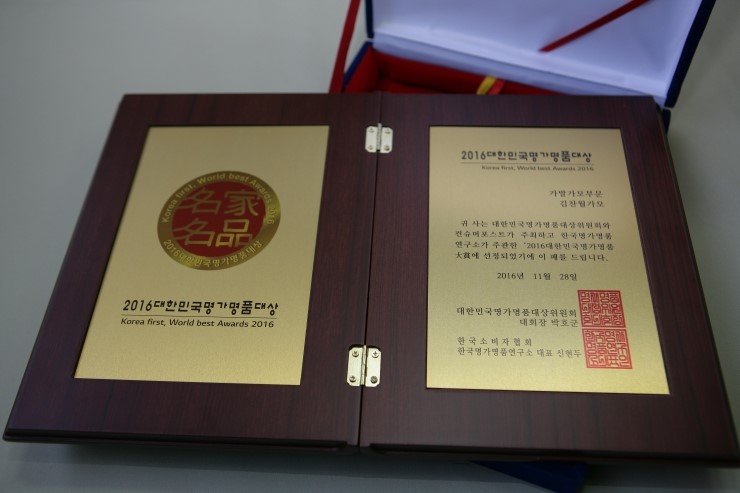 Korea first, World best Awards 2016
名家
名品
2016대한민국명가명품대상
2016대한민국명가명품대상
Korea first, World best Awards 2016
2016대한민국명가명품대상
Korea first, World best Awards 2016
가발가모부문
김찬월가모
귀 사는 대한민국명가명품대상위원회와
컨슈머포스트가 주최하고 한국명가명품
연구소가 주관한 '2016대한민국명가명품
大賞'에 선정되었기에 이 패를 드립니다.
2016년 11월 28일
대한민국명가명품대상위원회
대회장 박호군
한국소비자협회
한국명가명품연구소 대표 신현두